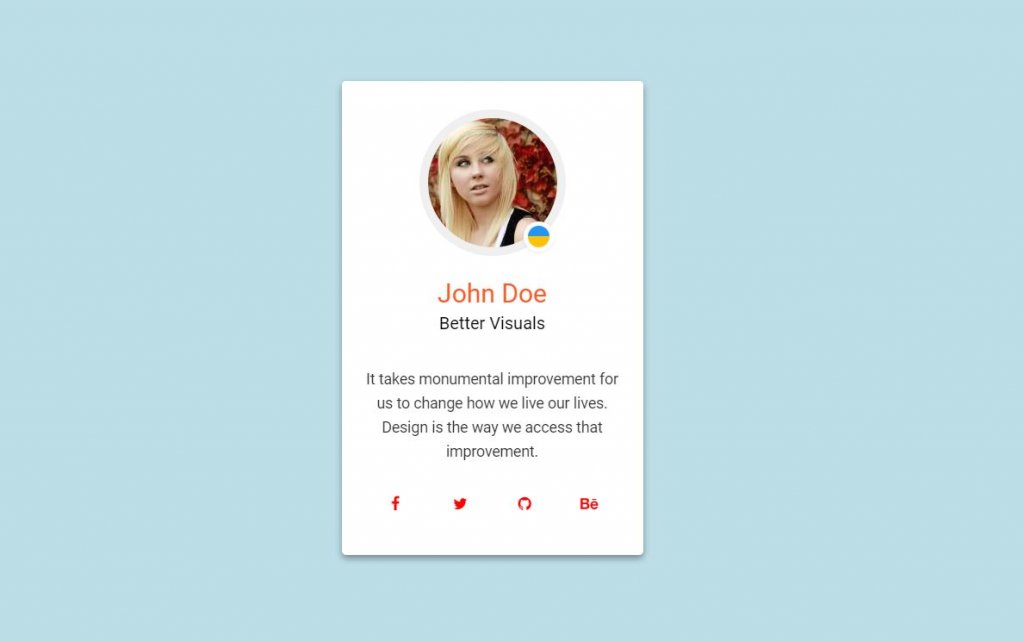 John Doe
Better Visuals
It takes monumental improvement for
us to change how we live our lives.
Design is the way we access that
improvement.
Bē